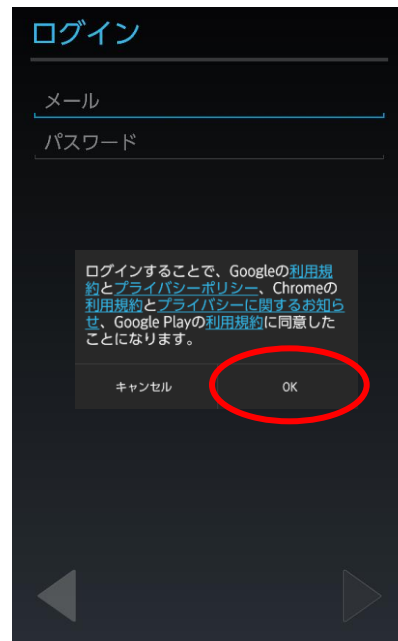 ログイン
メール
パスワード
ログインすることで、Googleの利用規
約とプライバシーポリシー、Chromeの
利用規約とプライバシーに関するお知ら
せ、Google Playの利用規約に同意した
ことになります。
キャンセル
OK